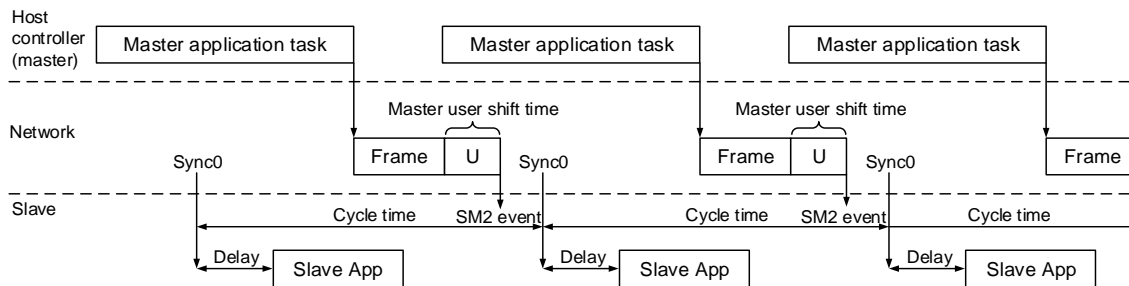 Host
controller
(master)
Master application task
Master application task
Master application task
Network
Master user shift time
Master user shift time
Frame
U
Frame
U
Frame
Sync0
Sync0
Sync0
Slave
Cycle time
SM2 event
Cycle time
SM2 event
Cycle time
Delay
Slave App
Delay
Slave App
Delay
Slave App